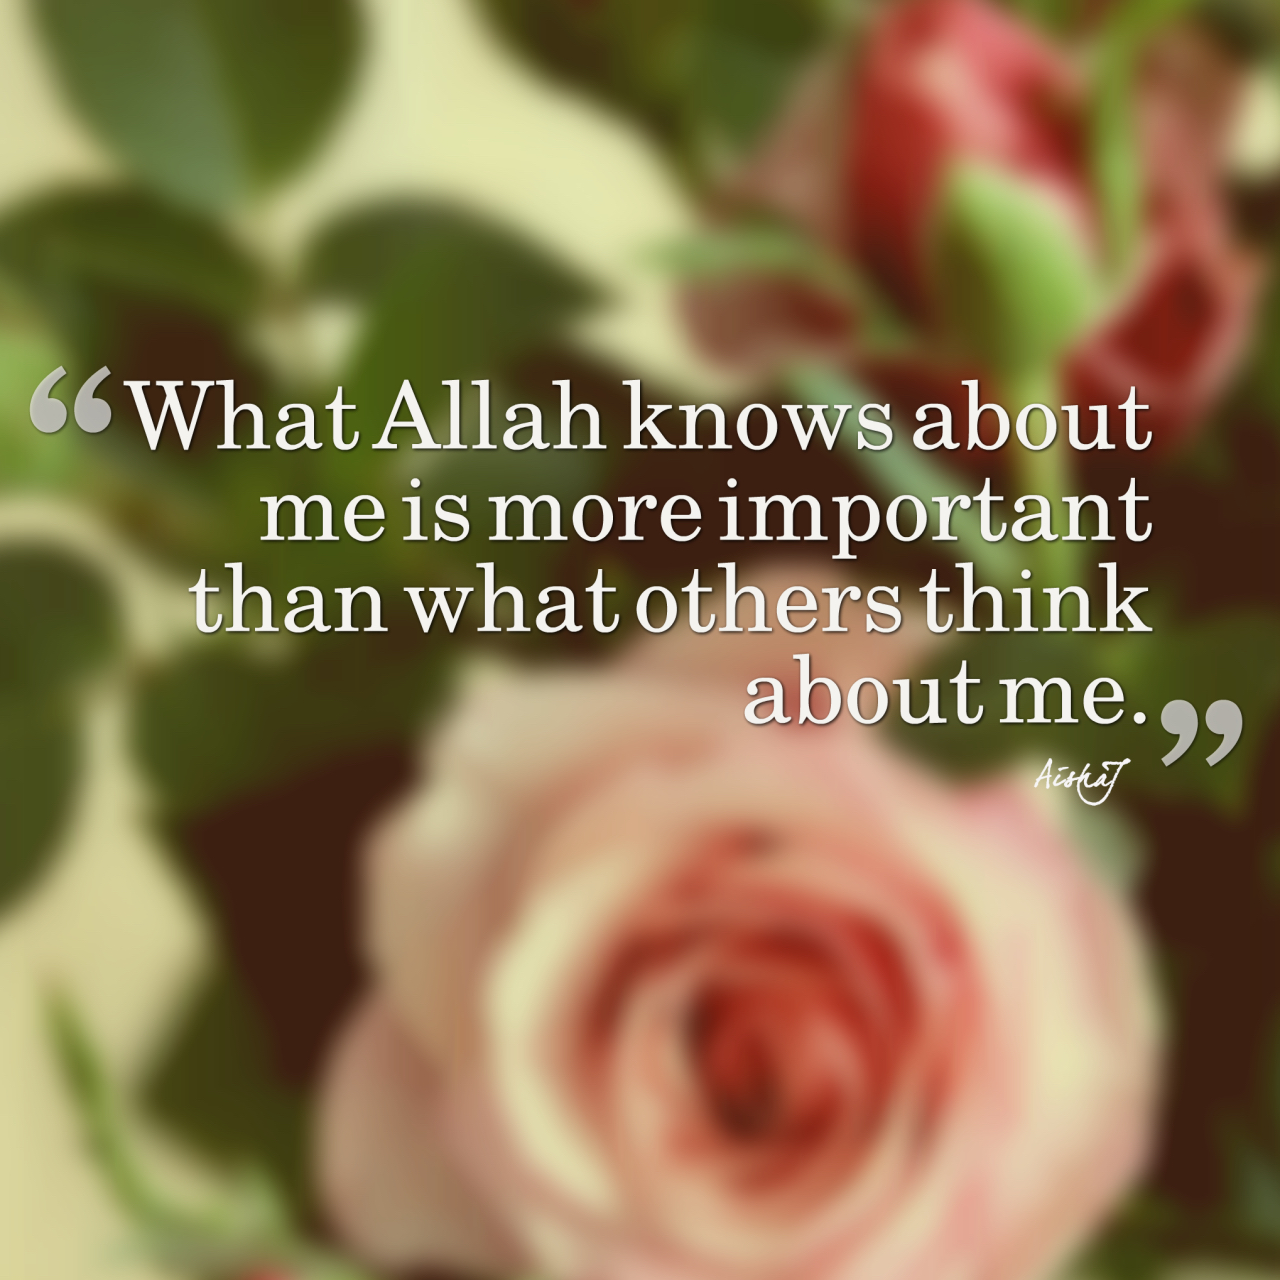 “What Allah knows about
me is more important
than what others think
about me.”
AishaJ